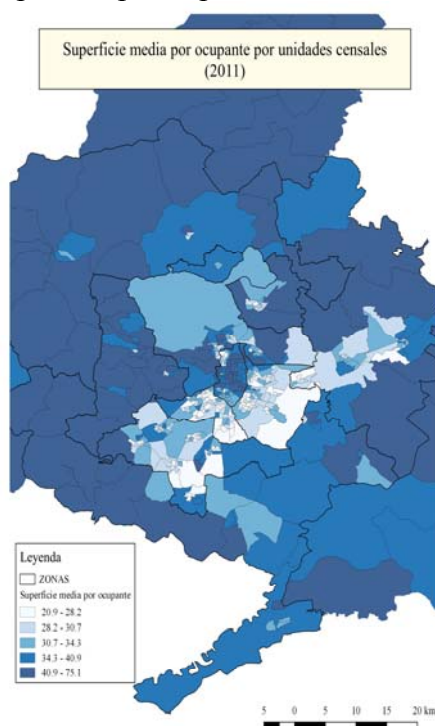 Superficie media por ocupante por unidades censales
(2011)
Leyenda
ZONAS
Superficie media por ocupante
20.9 - 28.2
28.2 - 30.7
30.7 - 34.3
34.3 - 40.9
40.9 - 75.1
5 0 5 10 15 20 km